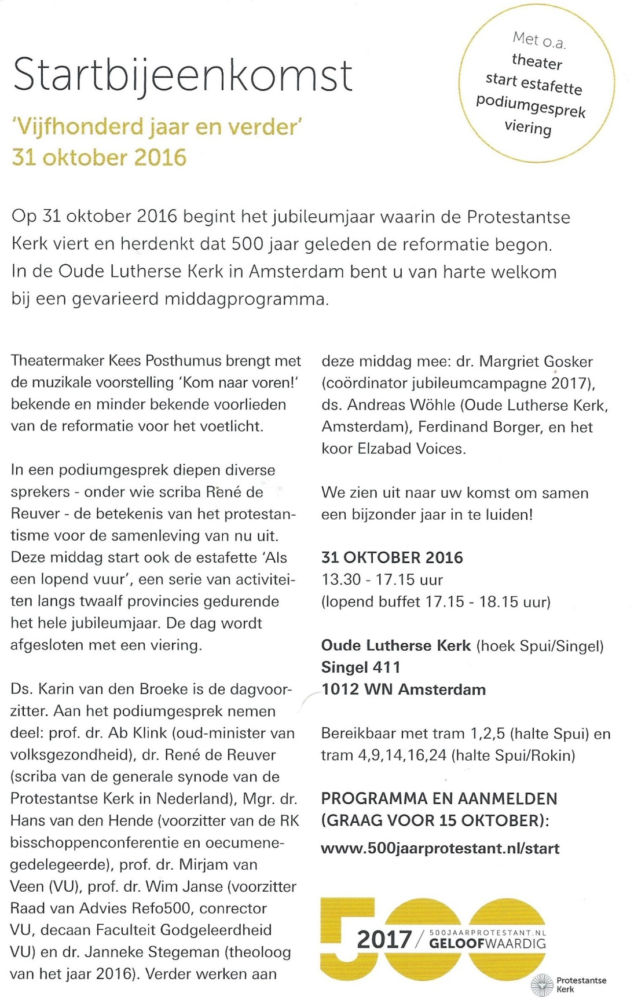 Met o.a.
theater
start estafette
podiumgesprek
viering
Startbijeenkomst
‘Vijfhonderd jaar en verder’
31 oktober 2016
Op 31 oktober 2016 begint het jubileumjaar waarin de Protestantse
Kerk viert en herdenkt dat 500 jaar geleden de reformatie begon.
In de Oude Lutherse Kerk in Amsterdam bent u van harte welkom
bij een gevarieerd middagprogramma.
Theatermaker Kees Posthumus brengt met
de muzikale voorstelling ‘Kom naar voren!’
bekende en minder bekende voorlieden
van de reformatie voor het voetlicht.
In een podiumgesprek diepen diverse
sprekers - onder wie scriba René de
Reuver - de betekenis van het protestan-
tisme voor de samenleving van nu uit.
Deze middag start ook de estafette ‘Als
een lopend vuur’, een serie van activitei-
ten langs twaalf provincies gedurende
het hele jubileumjaar. De dag wordt
afgesloten met een viering.
Ds. Karin van den Broeke is de dagvoor-
zitter. Aan het podiumgesprek nemen
deel: prof. dr. Ab Klink (oud-minister van
volksgezondheid), dr. René de Reuver
(scriba van de generale synode van de
Protestantse Kerk in Nederland), Mgr. dr.
Hans van den Hende (voorzitter van de RK
bisschoppenconferentie en oecumene-
gedelegeerde), prof. dr. Mirjam van
Veen (VU), prof. dr. Wim Janse (voorzitter
Raad van Advies Refo500, conrector
VU, decaan Faculteit Godgeleerdheid
VU) en dr. Janneke Stegeman (theoloog
van het jaar 2016). Verder werken aan
deze middag mee: dr. Margriet Gosker
(coördinator jubileumcampagne 2017),
ds. Andreas Wöhle (Oude Lutherse Kerk,
Amsterdam), Ferdinand Borger, en het
koor Elzabad Voices.
We zien uit naar uw komst om samen
een bijzonder jaar in te luiden!
31 OKTOBER 2016
13.30 - 17.15 uur
(lopend buffet 17.15 - 18.15 uur)
Oude Lutherse Kerk (hoek Spui/Singel)
Singel 411
1012 WN Amsterdam
Bereikbaar met tram 1,2,5 (halte Spui) en
tram 4,9,14,16,24 (halte Spui/Rokin)
PROGRAMMA EN AANMELDEN
(GRAAG VOOR 15 OKTOBER):
www.500jaarprotestant.nl/start
500
2017 / 500JAARPROTESTANT.NL
GELOOFWAARDIG
Protestantse
Kerk